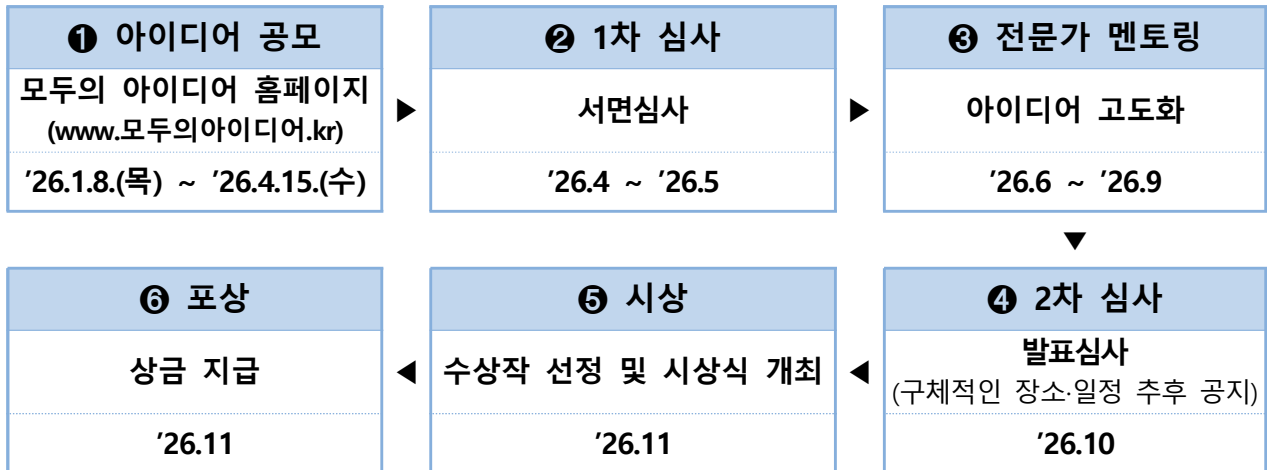 ❶ 아이디어 공모
모두의 아이디어 홈페이지
(www.모두의아이디어.kr)
’26.1.8.(목) ~ ’26.4.15.(수)
▶
❷ 1차 심사
서면심사
’26.4 ~ ’26.5
▶
❸ 전문가 멘토링
아이디어 고도화
’26.6 ~ ’26.9
▼
❹ 2차 심사
발표심사
(구체적인 장소·일정 추후 공지)
’26.10
◀
❺ 시상
수상작 선정 및 시상식 개최
’26.11
◀
❻ 포상
상금 지급
’26.11